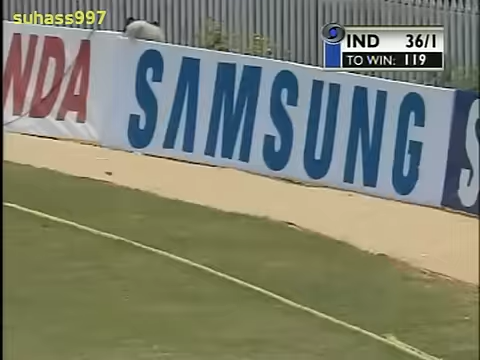 suhass997
IND 36/1
TO WIN: 119
NDA
SAMSUNG
S